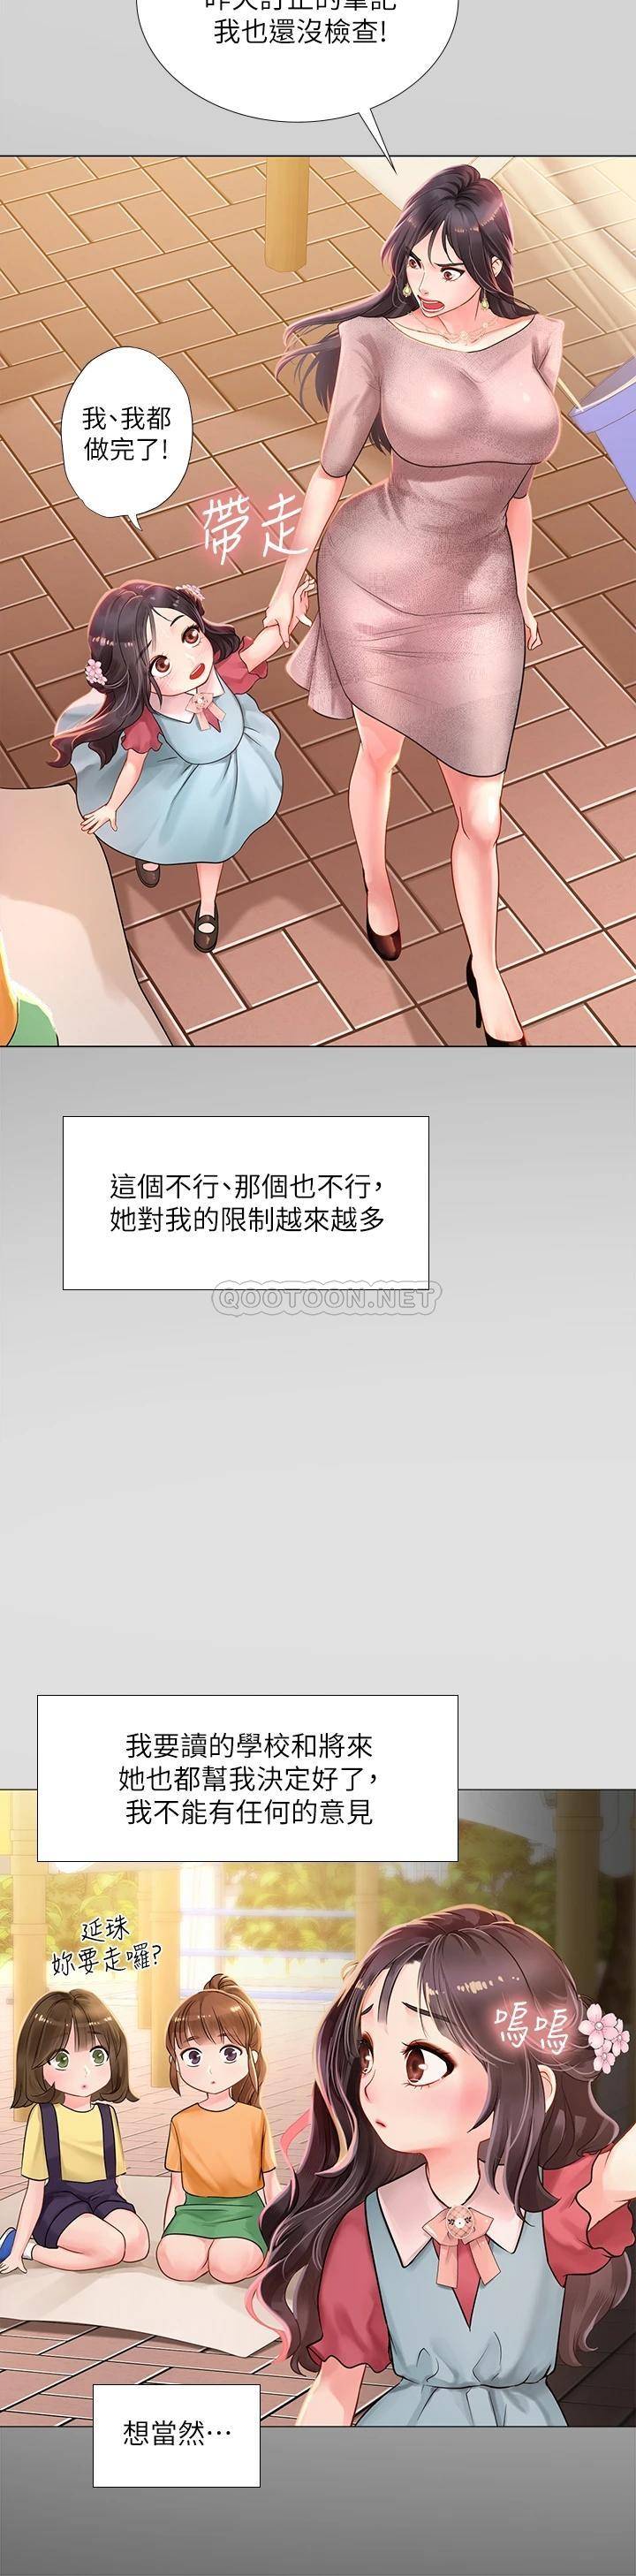 昨天訂正的筆記
我也還沒檢查!
我、我都
做完了!
帶走
這個不行、那個也不行,
她對我的限制越來越多
QOOTOON.NET
我要讀的學校和將來
她也都幫我決定好了,
我不能有任何的意見
延珠
妳要走囉?
嗚嗚
想當然…